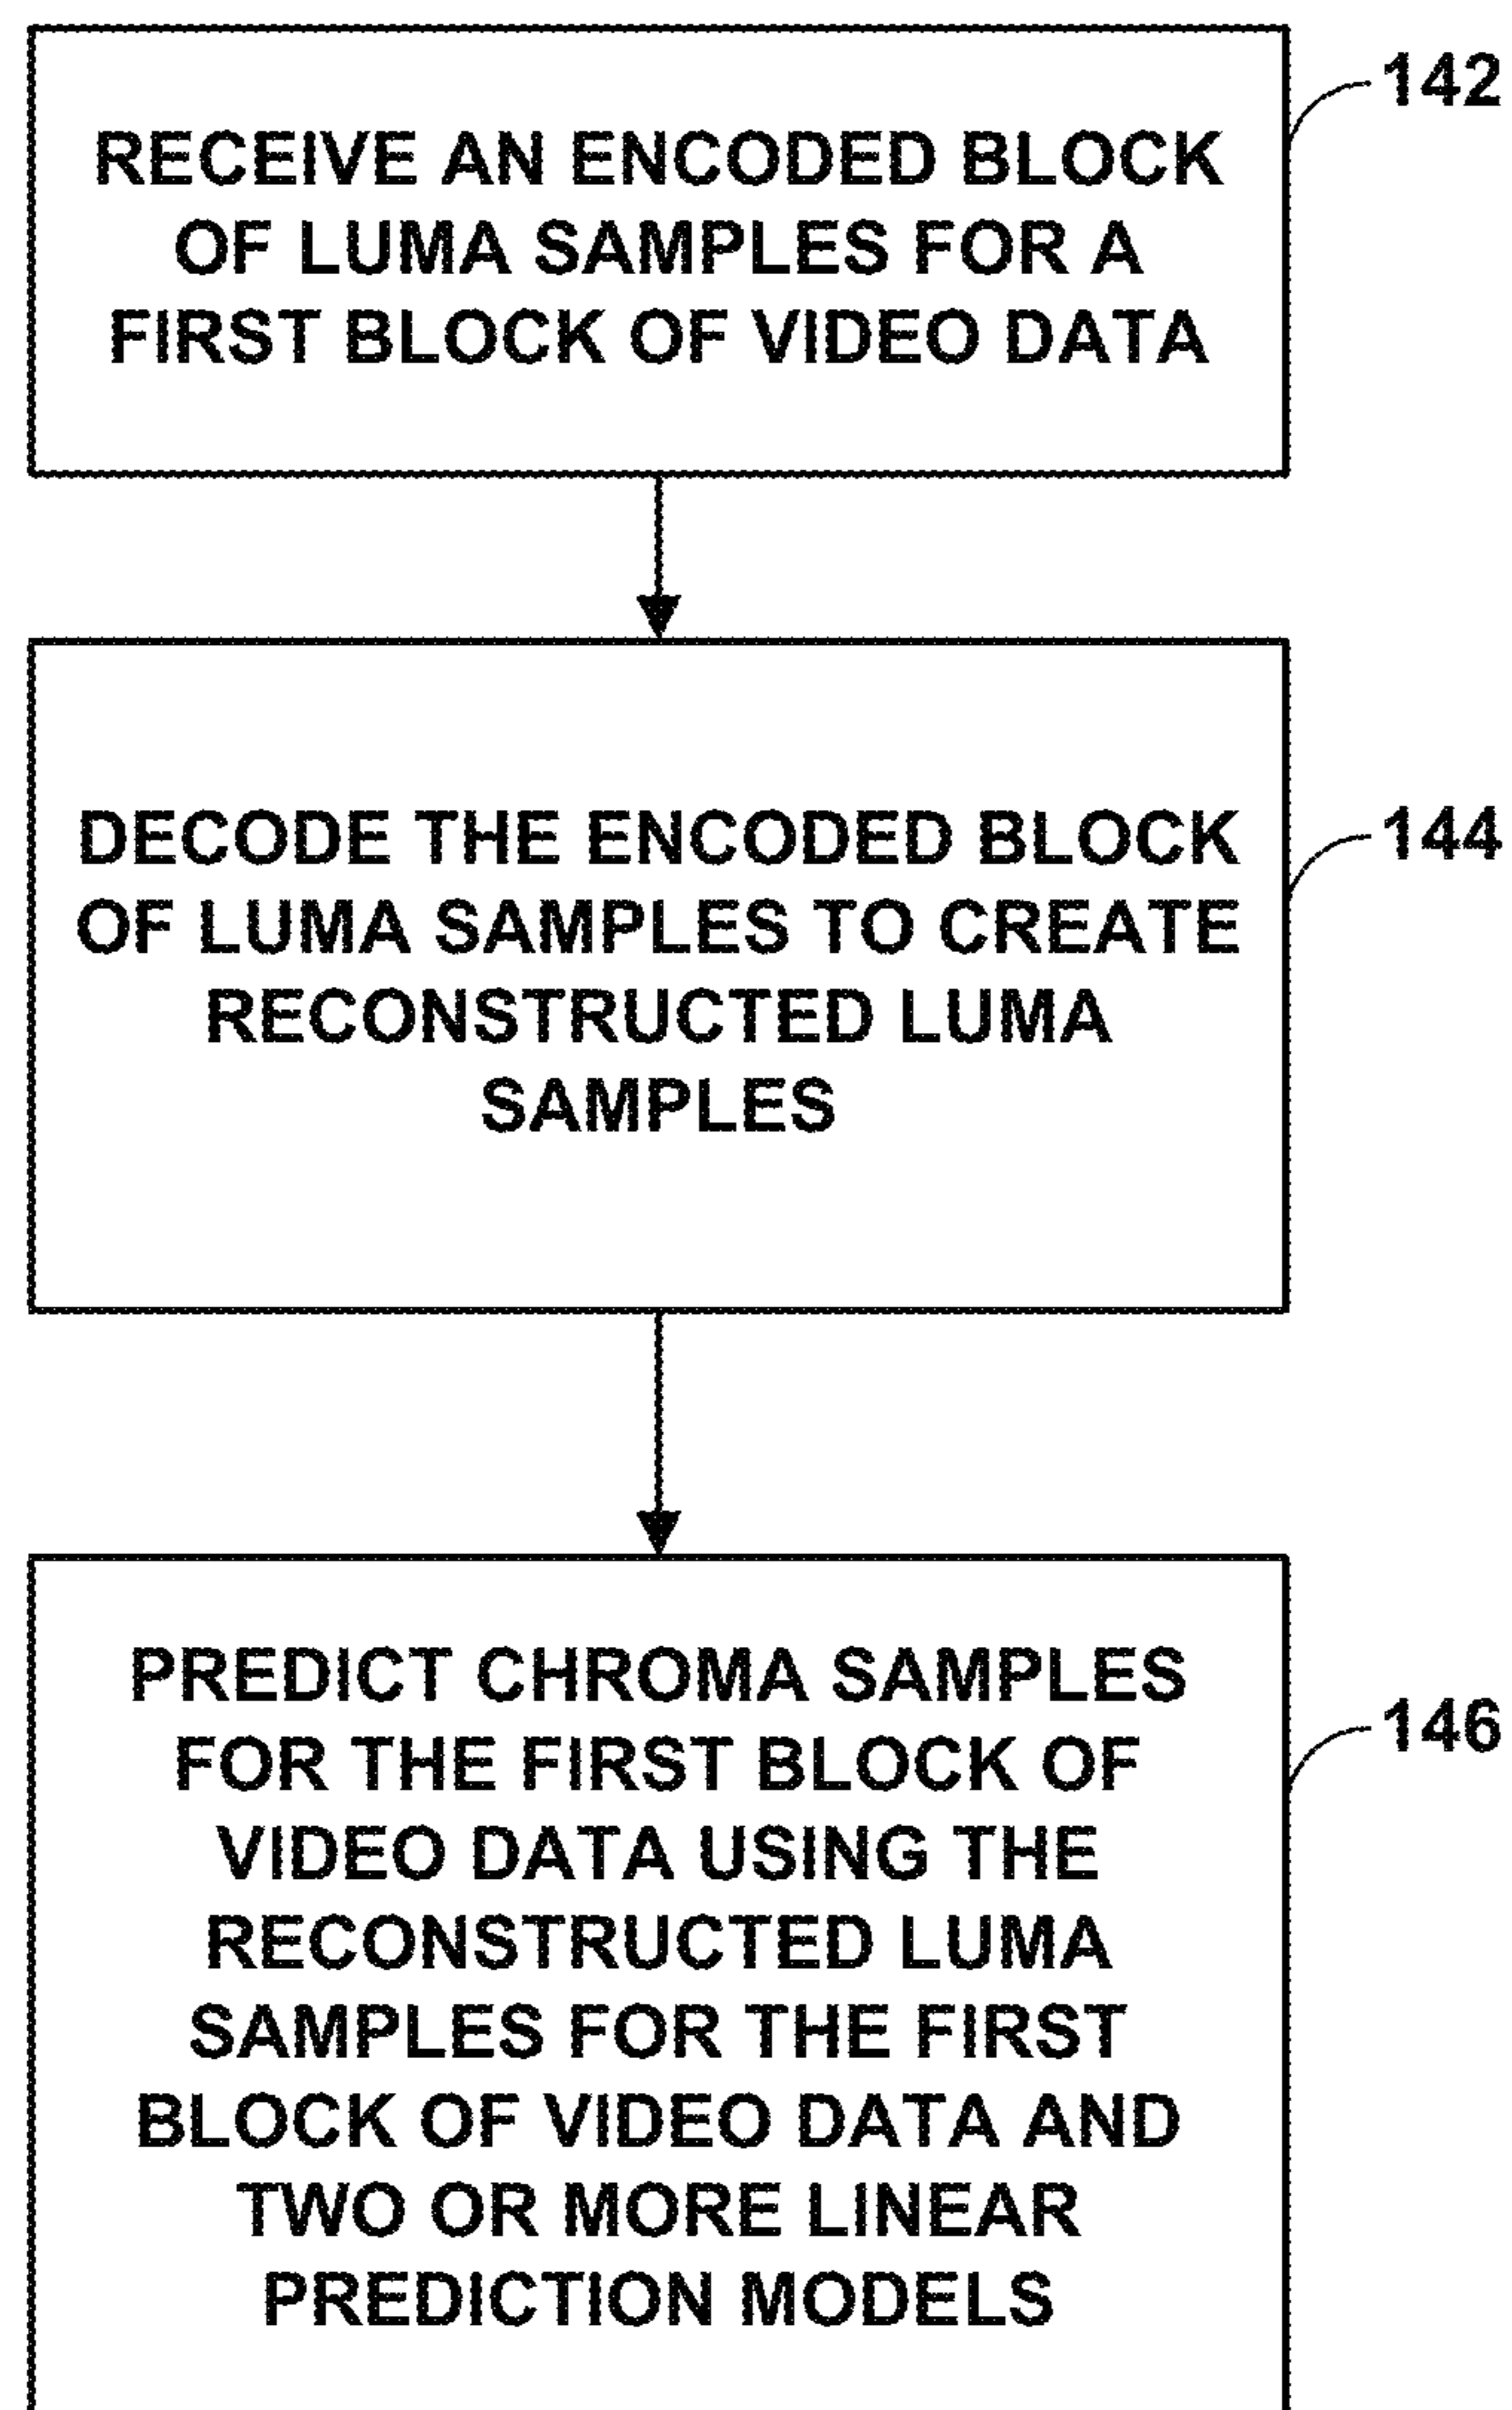 142
RECEIVE AN ENCODED BLOCK
OF LUMA SAMPLES FOR A
FIRST BLOCK OF VIDEO DATA
144
DECODE THE ENCODED BLOCK
OF LUMA SAMPLES TO CREATE
RECONSTRUCTED LUMA
SAMPLES
146
PREDICT CHROMA SAMPLES
FOR THE FIRST BLOCK OF
VIDEO DATA USING THE
RECONSTRUCTED LUMA
SAMPLES FOR THE FIRST
BLOCK OF VIDEO DATA AND
TWO OR MORE LINEAR
PREDICTION MODELS